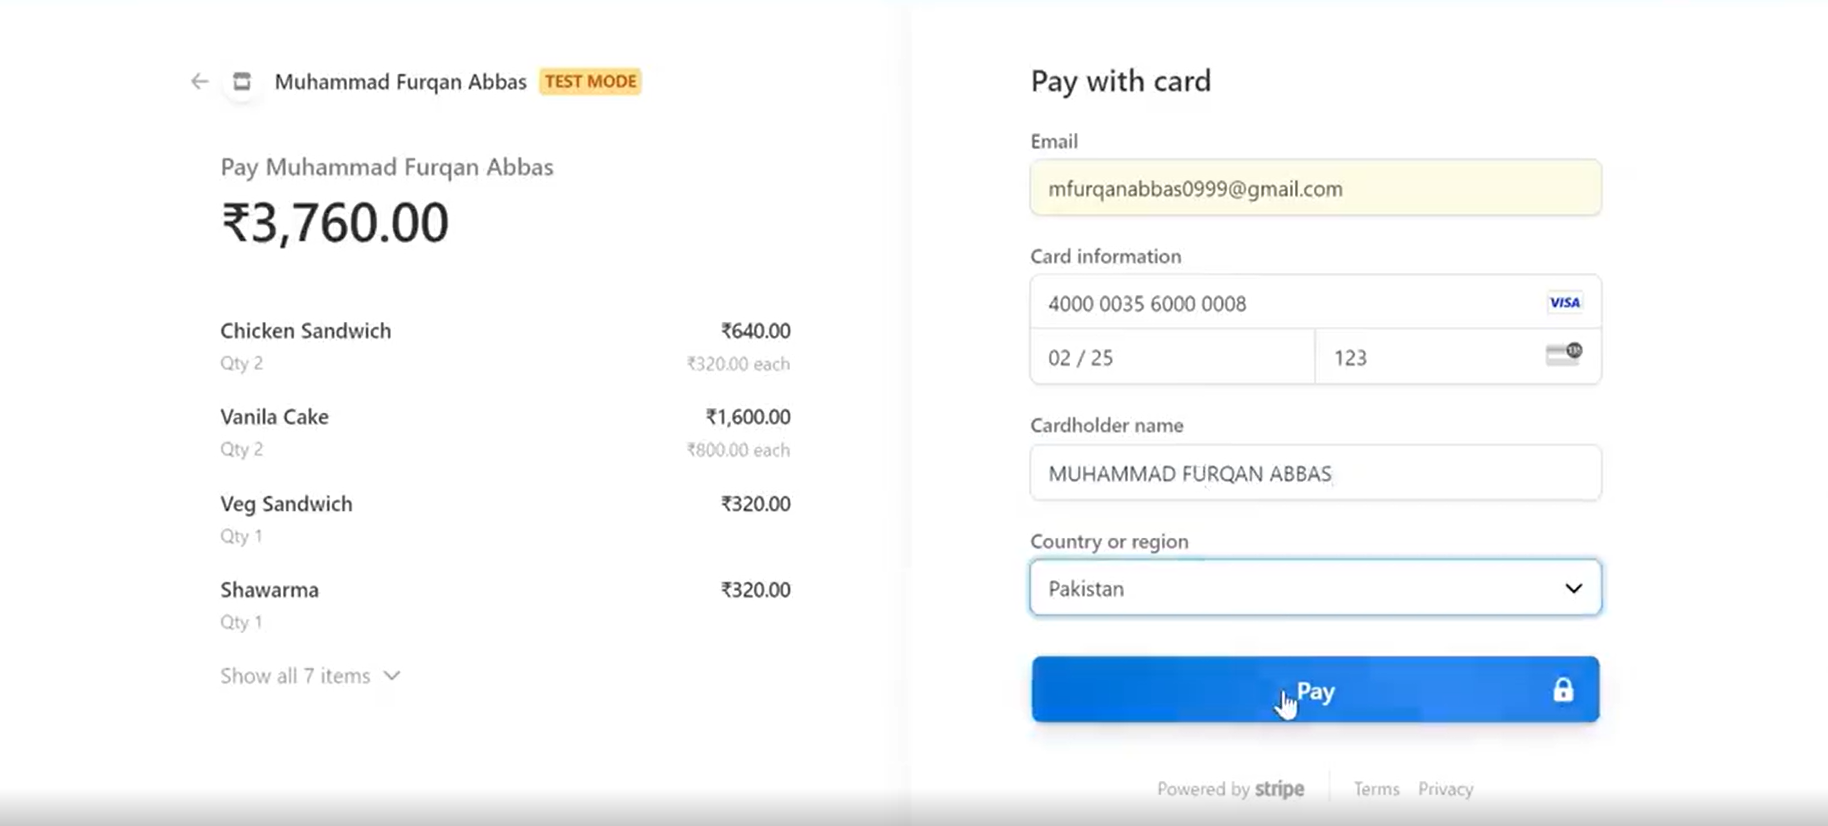 Muhammad Furqan Abbas TEST MODE
Pay Muhammad Furqan Abbas
₹3,760.00
Chicken Sandwich ₹640.00
Qty 2 ₹320.00 each
Vanila Cake ₹1,600.00
Qty 2 ₹800.00 each
Veg Sandwich ₹320.00
Qty 1
Shawarma ₹320.00
Qty 1
Show all 7 items
Pay with card
Email
mfurqanabbas0999@gmail.com
Card information
4000 0035 6000 0008 VISA
02 / 25 123
Cardholder name
MUHAMMAD FURQAN ABBAS
Country or region
Pakistan
Pay
Powered by stripe Terms Privacy